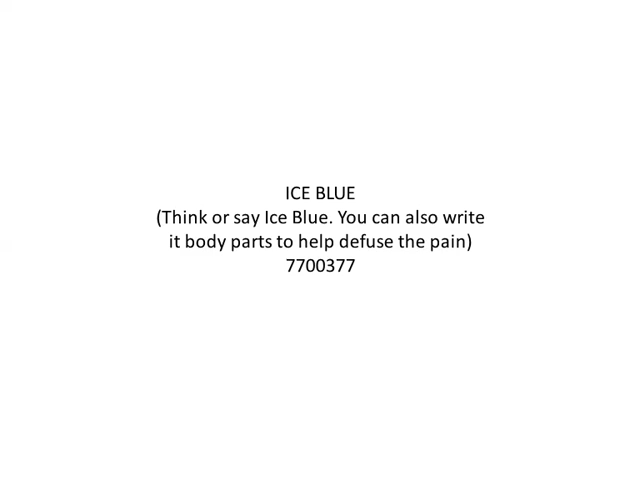 ICE BLUE
(Think or say Ice Blue. You can also write
it body parts to help defuse the pain)
7700377